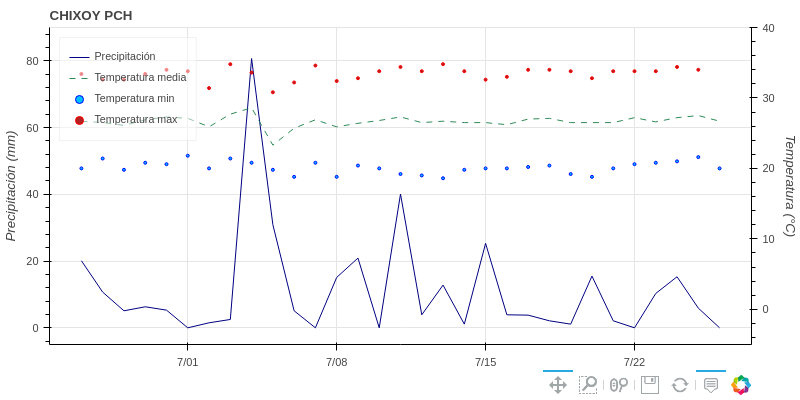 CHIXOY PCH
Precipitación
Temperatura media
Temperatura min
Temperatura max
Precipitación (mm)
80
60
40
20
0
Temperatura (°C)
40
30
20
10
0
7/01
7/08
7/15
7/22